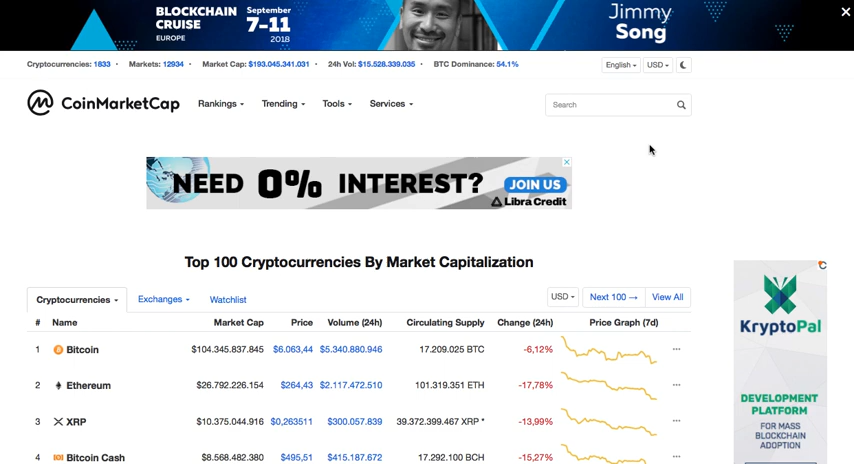 BLOCKCHAIN
CRUISE
EUROPE
September
7-11
2018
Jimmy
Song
Cryptocurrencies: 1833 • Markets: 12934 • Market Cap: $193.045.341.031 • 24h Vol: $15.528.339.035 • BTC Dominance: 54.1%
English USD
CoinMarketCap
Rankings Trending Tools Services
Search
NEED 0% INTEREST?
JOIN US
Libra Credit
Top 100 Cryptocurrencies By Market Capitalization
Cryptocurrencies Exchanges Watchlist USD Next 100 → View All
# Name Market Cap Price Volume (24h) Circulating Supply Change (24h) Price Graph (7d)
1 Bitcoin $104.345.837.845 $6.063,44 $5.340.880.946 17.209.025 BTC -6,12%
2 Ethereum $26.792.226.154 $264,43 $2.117.472.510 101.319.351 ETH -17,78%
3 XRP $10.375.044.916 $0,263511 $300.057.839 39.372.399.467 XRP * -13,99%
4 Bitcoin Cash $8.568.482.380 $495,51 $415.187.672 17.292.100 BCH -15,27%
KryptoPal
DEVELOPMENT
PLATFORM
FOR MASS
BLOCKCHAIN
ADOPTION